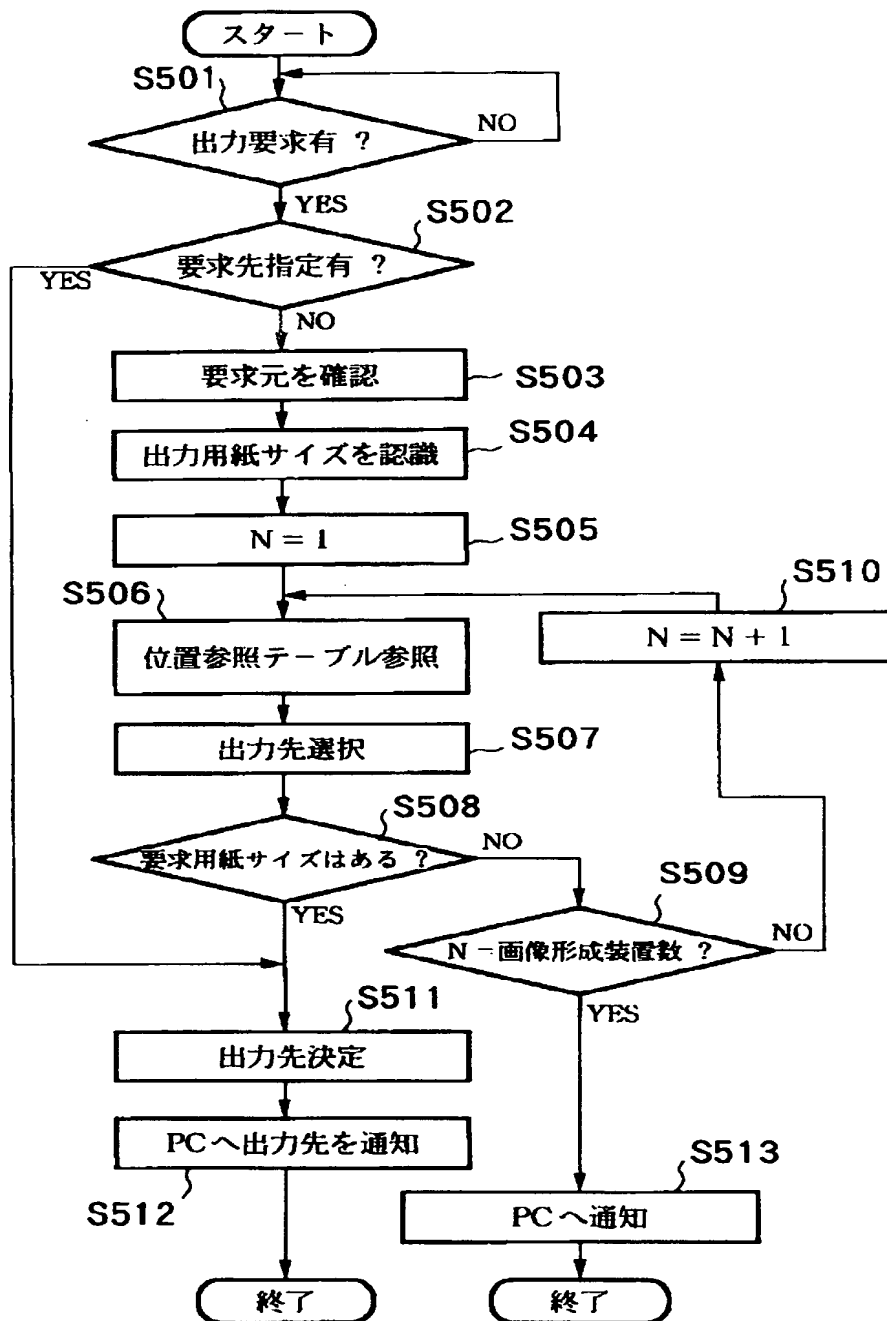 スタート
S501
出力要求有 ?
NO
YES
S502
要求先指定有 ?
YES
NO
要求元を確認
S503
出力用紙サイズを認識
S504
N = 1
S505
S510
N = N + 1
S506
位置参照テーブル参照
出力先選択
S507
S508
要求用紙サイズはある ?
NO
YES
S509
N - 画像形成装置数 ?
NO
YES
S511
出力先決定
PCへ出力先を通知
S512
S513
PCへ通知
終了
終了